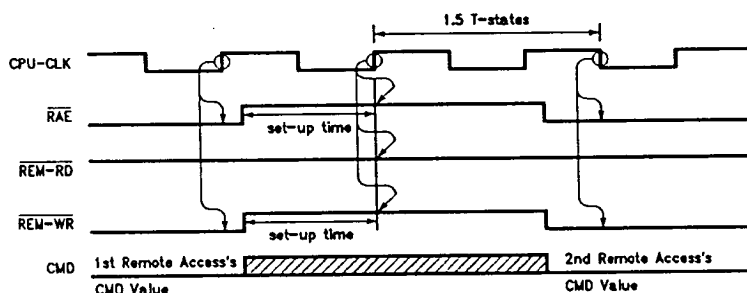 1.5 T-states
CPU-CLK
RAE
set-up time
REM-RD
REM-WR
set-up time
CMD
1st Remote Access's
2nd Remote Access's
CMD Value
CMD Value